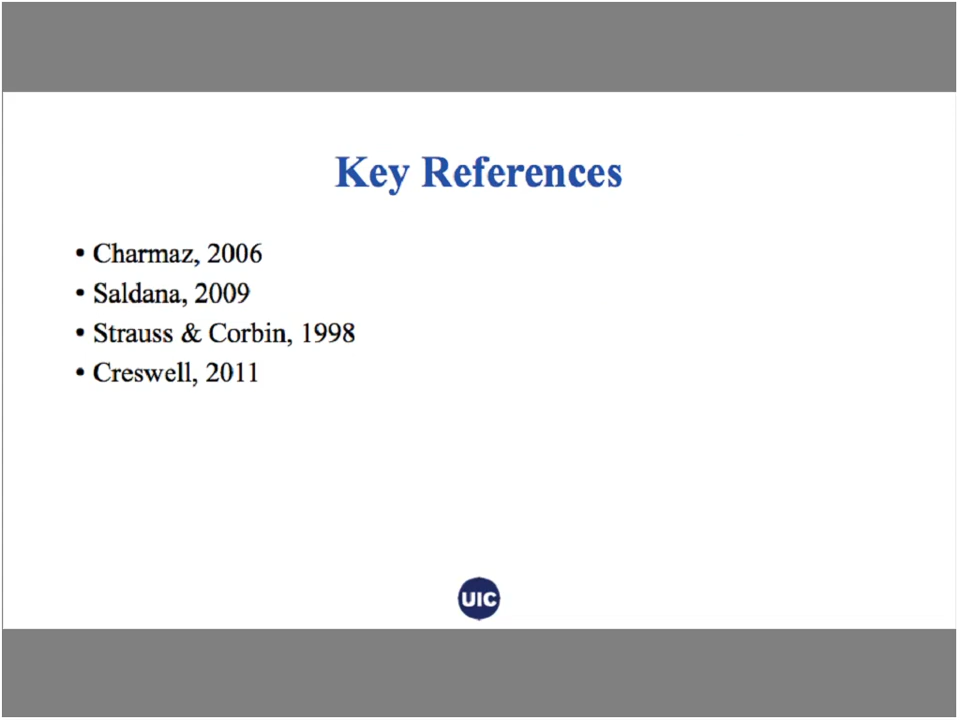 Key References
• Charmaz, 2006
• Saldana, 2009
• Strauss & Corbin, 1998
• Creswell, 2011
UIC